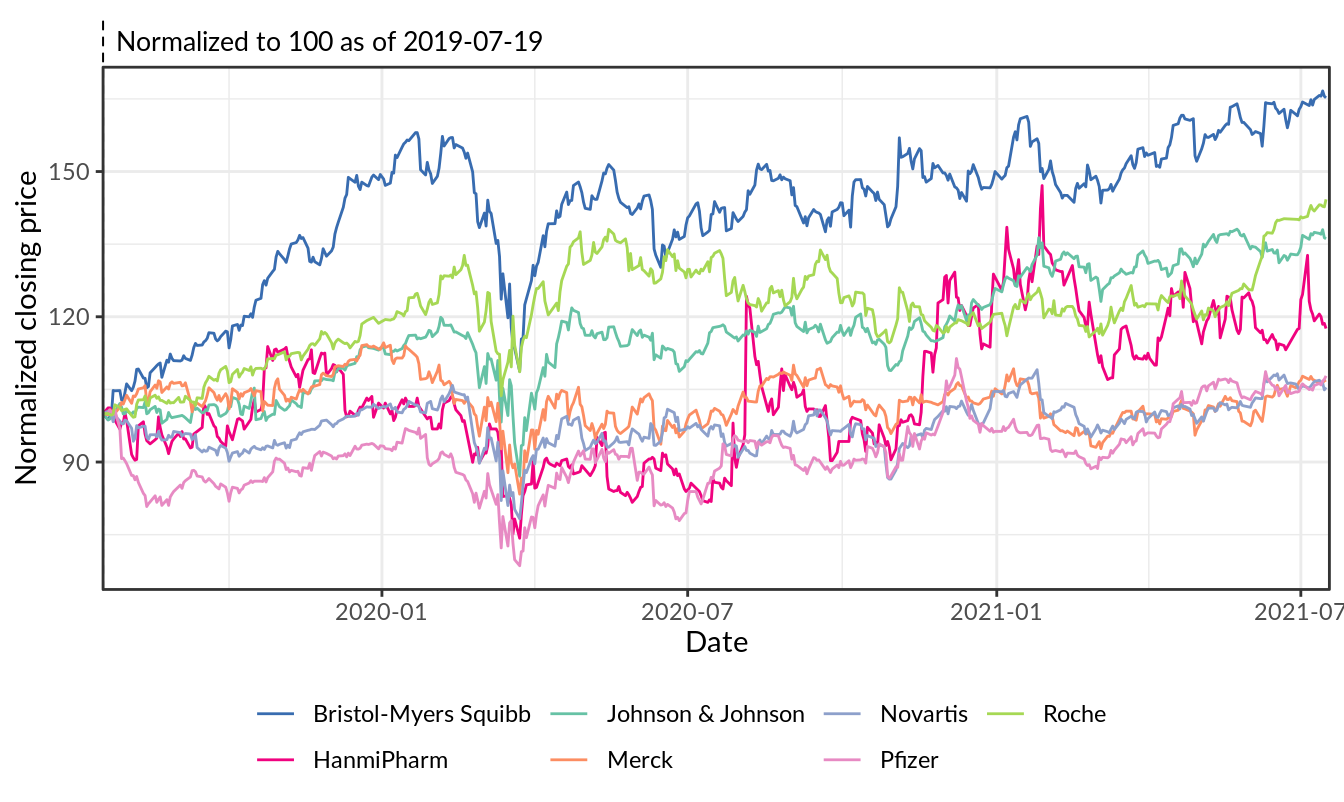 Normalized to 100 as of 2019-07-19
Normalized closing price
150
120
90
2020-01 2020-07 2021-01 2021-07
Date
Bristol-Myers Squibb Johnson & Johnson Novartis Roche
HanmiPharm Merck Pfizer